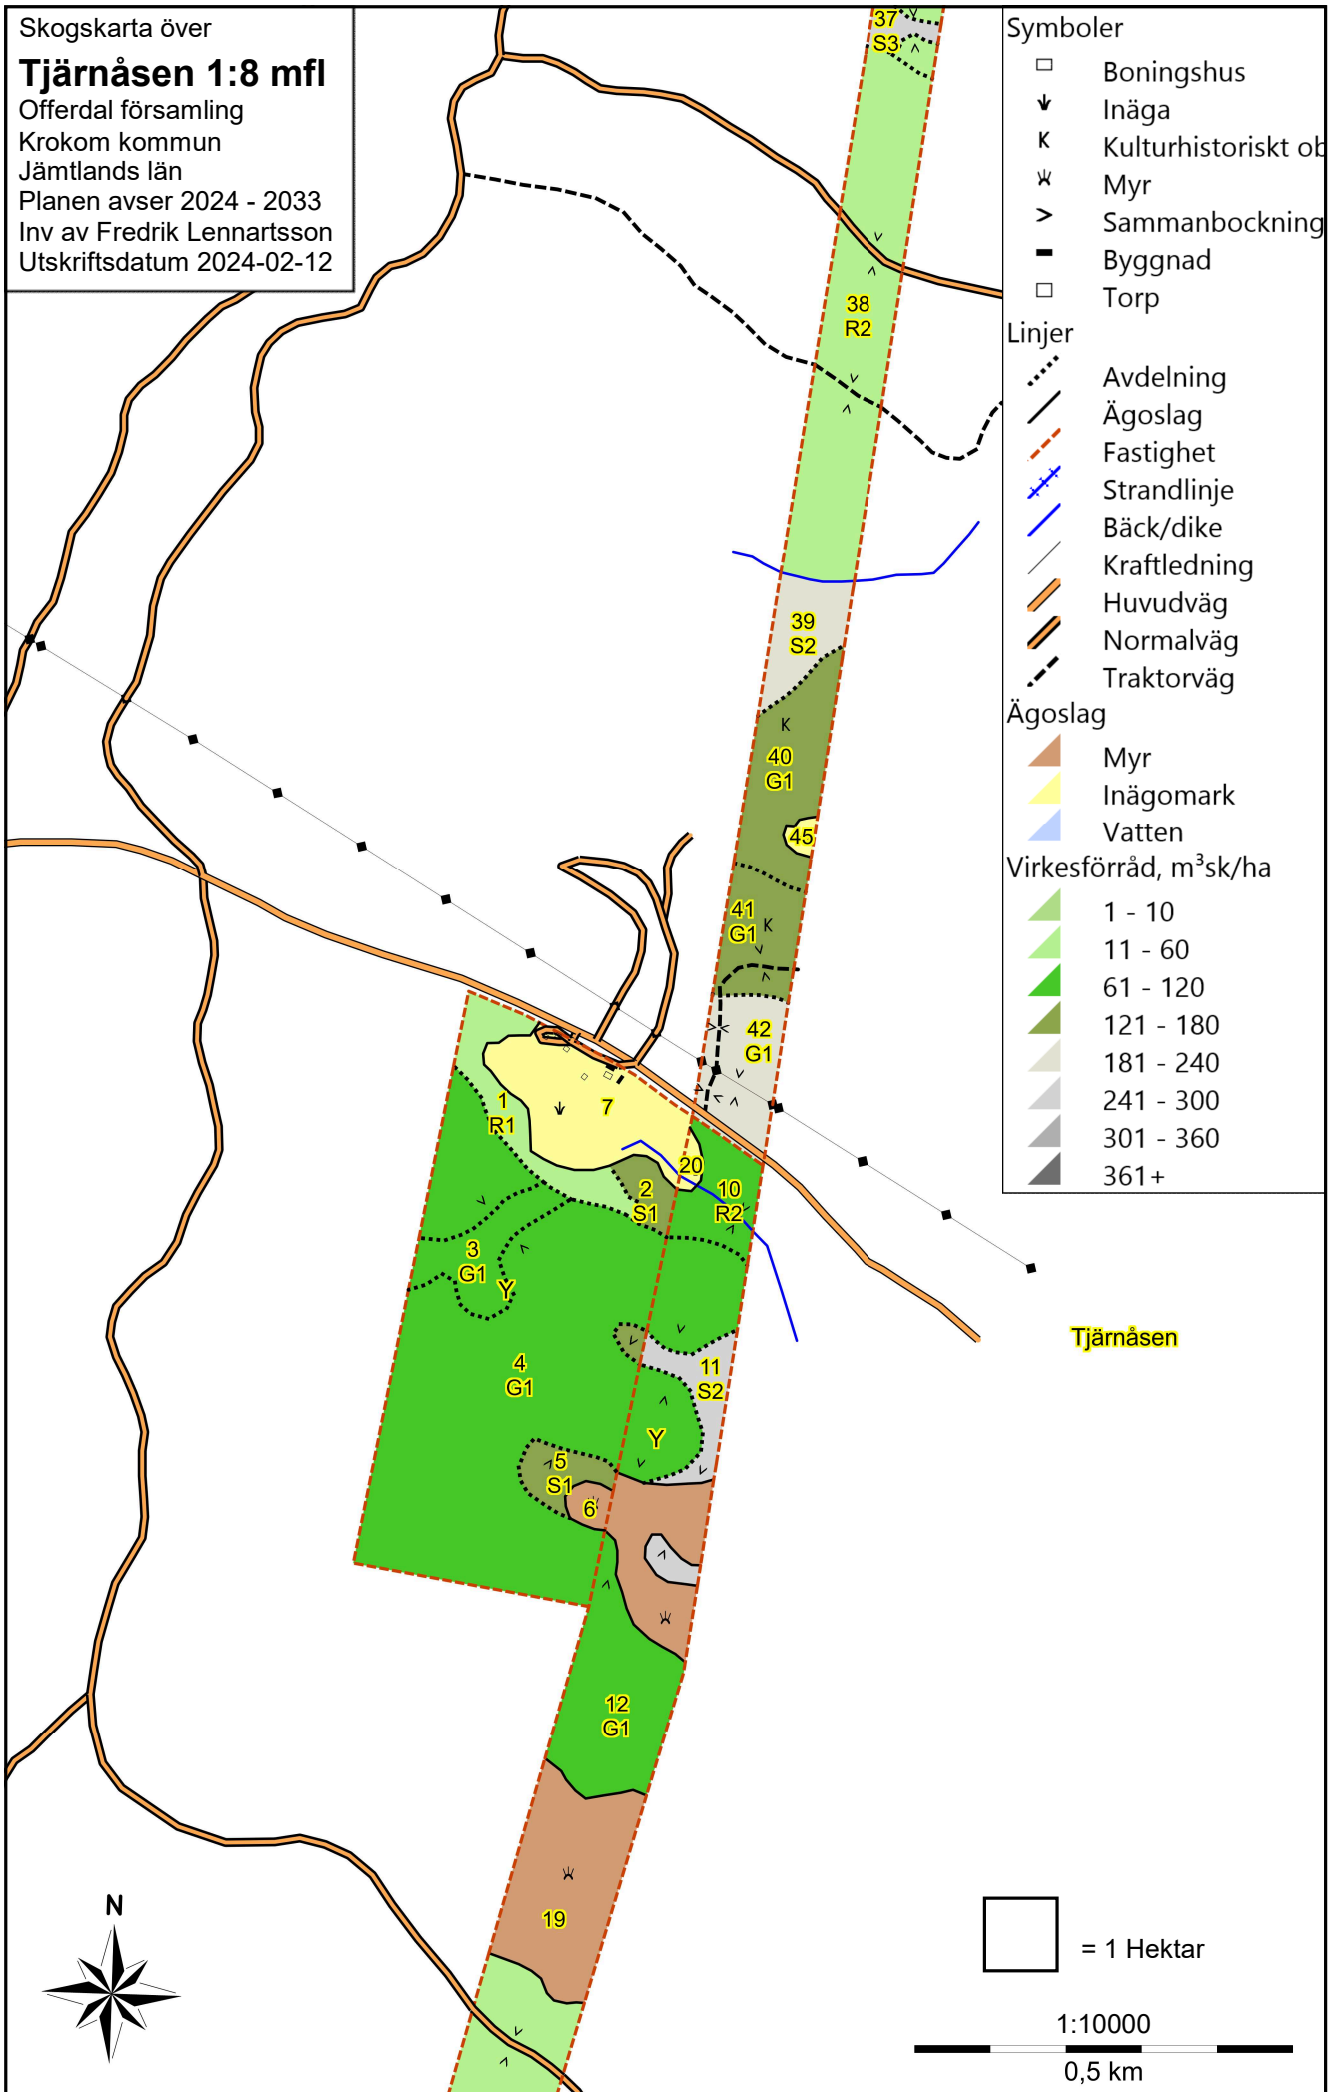 Skogskarta över
Tjärnåsen 1:8 mfl
Offerdal församling
Krokom kommun
Jämtlands län
Planen avser 2024 - 2033
Inv av Fredrik Lennartsson
Utskriftsdatum 2024-02-12
Symboler
Boningshus
Inäga
K Kulturhistoriskt ob
Myr
Sammanbockning
Byggnad
Torp
Linjer
Avdelning
Ägoslag
Fastighet
Strandlinje
Bäck/dike
Kraftledning
Huvudväg
Normalväg
Traktorväg
Ägoslag
Myr
Inägomark
Vatten
Virkesförråd, m³sk/ha
1 - 10
11 - 60
61 - 120
121 - 180
181 - 240
241 - 300
301 - 360
361+
37
S3
38
R2
39
S2
K
40
G1
45
41
G1
K
42
G1
1
R1
7
20
2
S1
10
R2
3
G1
Y
4
G1
11
S2
Y
5
S1
6
12
G1
19
Tjärnåsen
N
= 1 Hektar
1:10000
0,5 km